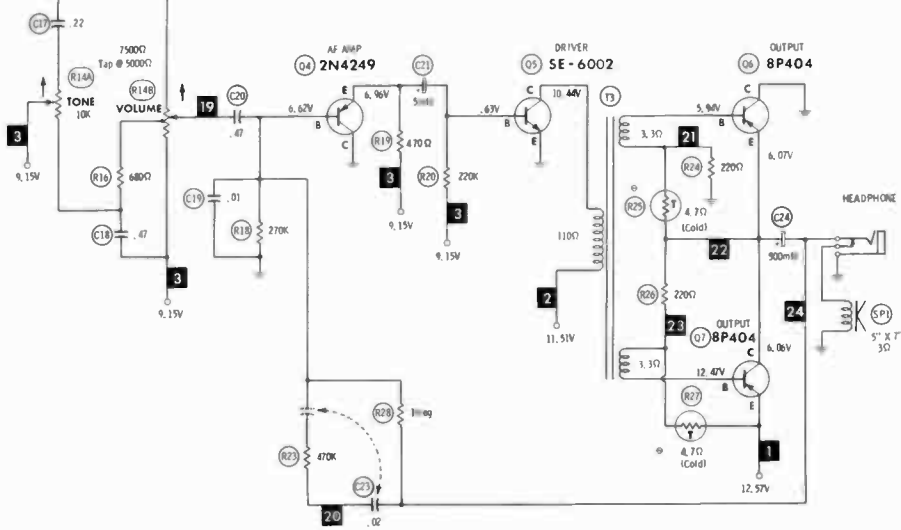 C17
.22
7500Ω
Tap @ 5000Ω
R14A
TONE
10K
R14B
VOLUME
3
9.15V
19
C20
.47
R16
680Ω
C18
.47
3
9.15V
C19
.01
R18
270K
AF AMP
Q4 2N4249
6.62V
B
E
C
6.96V
C21
R19
470Ω
3
9.15V
R20
220K
3
9.15V
.63V
DRIVER
Q5 SE-6002
C
B
E
10.44V
T3
110Ω
2
11.51V
3.3Ω
21
R24
220Ω
R25
T
4.7Ω
(Cold)
22
R26
220Ω
23
3.3Ω
OUTPUT
Q6 8P404
5.94V
C
B
E
6.07V
C24
HEADPHONE
24
SP1
5" X 7"
3Ω
OUTPUT
Q7 8P404
C
6.06V
12.47V
B
E
R27
T
4.7Ω
(Cold)
1
12.57V
R28
R23
470K
C23
20
.02